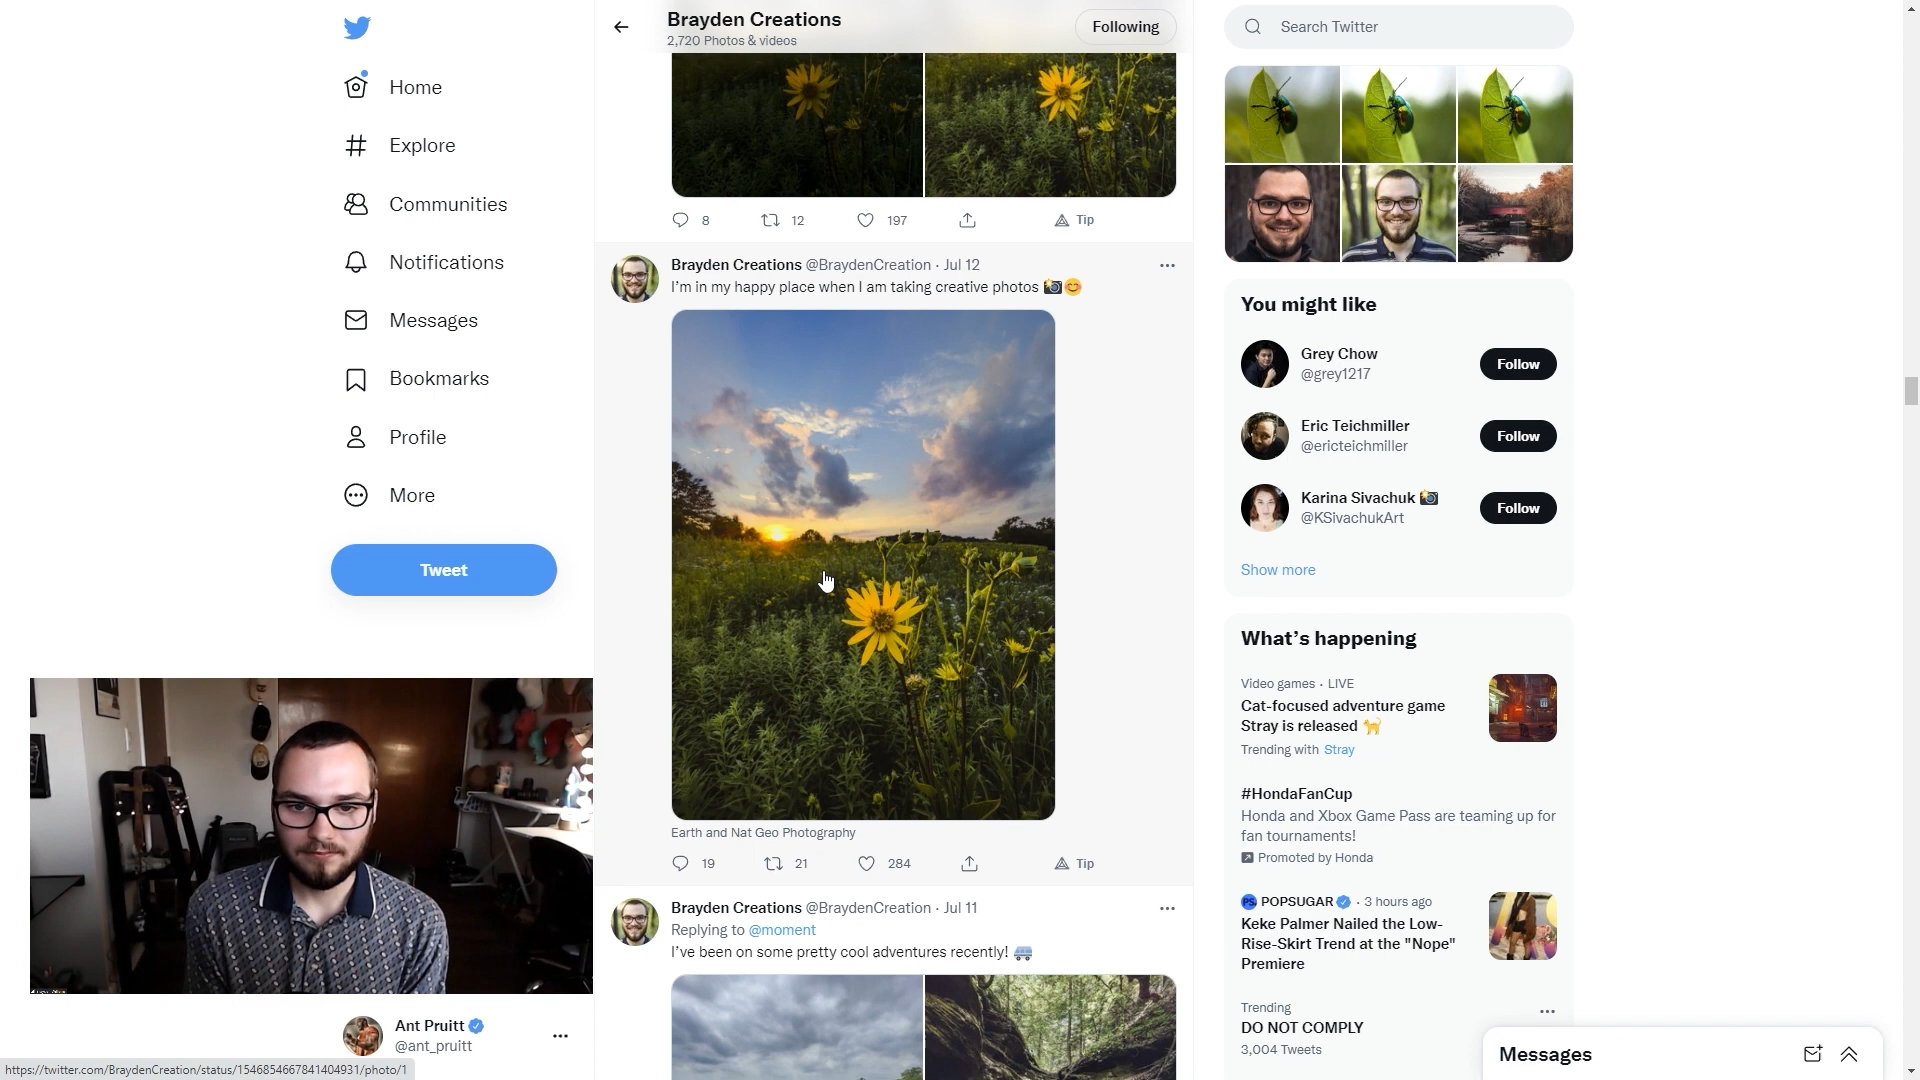 Home
Explore
Communities
Notifications
Messages
Bookmarks
Profile
More
Tweet
Ant Pruitt
@ant_pruitt
https://twitter.com/BraydenCreation/status/1546854667841404931/photo/1
Brayden Creations
2,720 Photos & videos
Following
8 12 197 Tip
Brayden Creations @BraydenCreation · Jul 12
I'm in my happy place when I am taking creative photos 📸😊
Earth and Nat Geo Photography
19 21 284 Tip
Brayden Creations @BraydenCreation · Jul 11
Replying to @moment
I've been on some pretty cool adventures recently! 🚐
Search Twitter
You might like
Grey Chow
@grey1217
Follow
Eric Teichmiller
@ericteichmiller
Follow
Karina Sivachuk 📸
@KSivachukArt
Follow
Show more
What's happening
Video games · LIVE
Cat-focused adventure game
Stray is released 🐈
Trending with Stray
#HondaFanCup
Honda and Xbox Game Pass are teaming up for
fan tournaments!
Promoted by Honda
PS. POPSUGAR · 3 hours ago
Keke Palmer Nailed the Low-
Rise-Skirt Trend at the "Nope"
Premiere
Trending
DO NOT COMPLY
3,004 Tweets
Messages